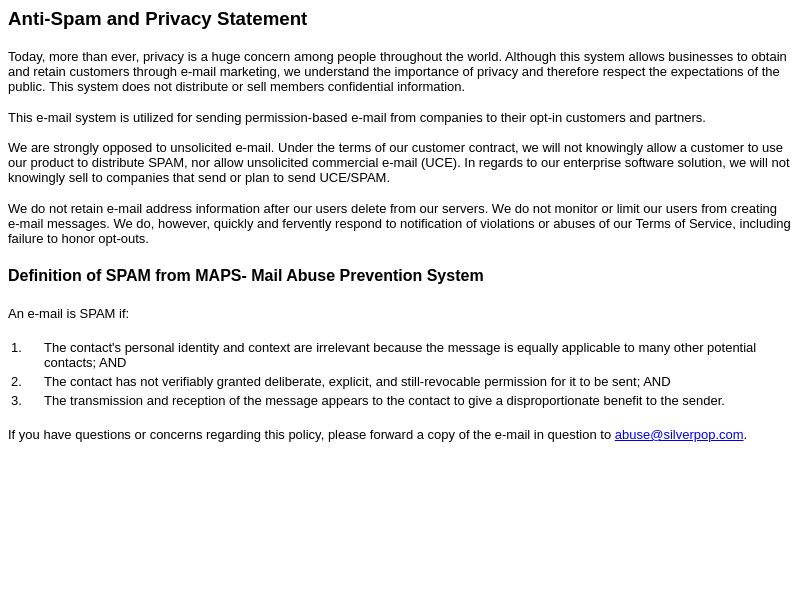 Anti-Spam and Privacy Statement
Today, more than ever, privacy is a huge concern among people throughout the world. Although this system allows businesses to obtain
and retain customers through e-mail marketing, we understand the importance of privacy and therefore respect the expectations of the
public. This system does not distribute or sell members confidential information.
This e-mail system is utilized for sending permission-based e-mail from companies to their opt-in customers and partners.
We are strongly opposed to unsolicited e-mail. Under the terms of our customer contract, we will not knowingly allow a customer to use
our product to distribute SPAM, nor allow unsolicited commercial e-mail (UCE). In regards to our enterprise software solution, we will not
knowingly sell to companies that send or plan to send UCE/SPAM.
We do not retain e-mail address information after our users delete from our servers. We do not monitor or limit our users from creating
e-mail messages. We do, however, quickly and fervently respond to notification of violations or abuses of our Terms of Service, including
failure to honor opt-outs.
Definition of SPAM from MAPS- Mail Abuse Prevention System
An e-mail is SPAM if:
1. The contact's personal identity and context are irrelevant because the message is equally applicable to many other potential
contacts; AND
2. The contact has not verifiably granted deliberate, explicit, and still-revocable permission for it to be sent; AND
3. The transmission and reception of the message appears to the contact to give a disproportionate benefit to the sender.
If you have questions or concerns regarding this policy, please forward a copy of the e-mail in question to abuse@silverpop.com.